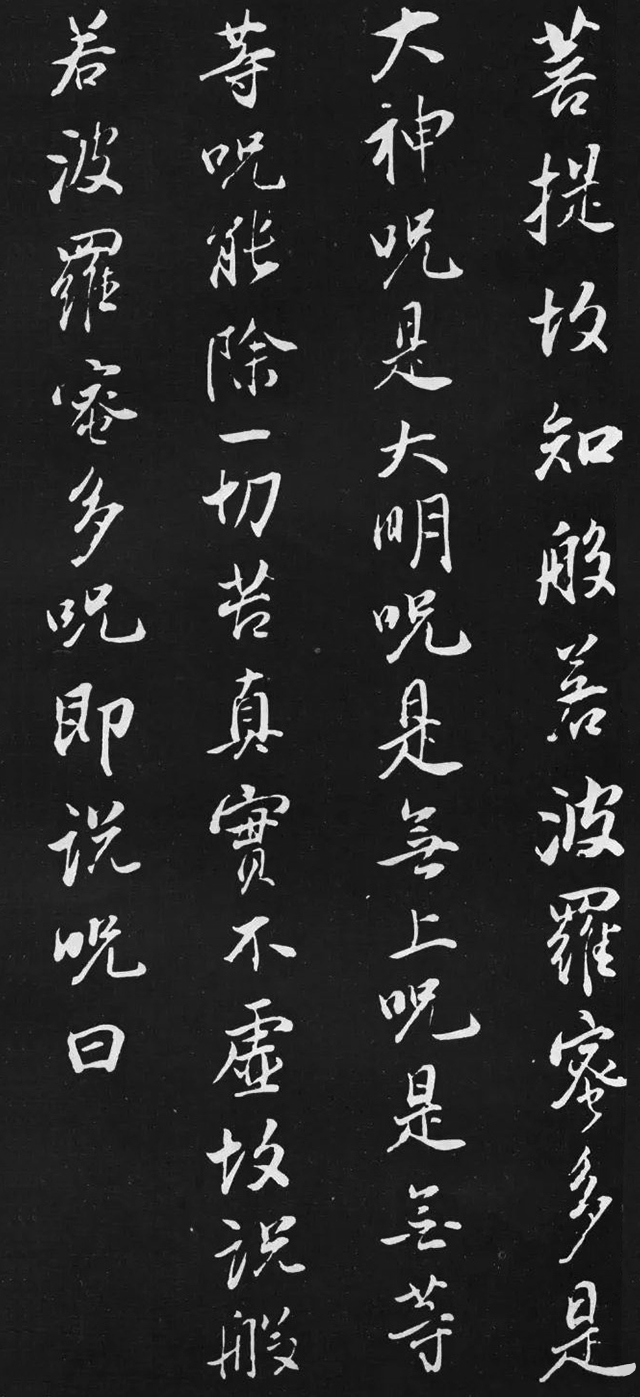 菩提故知般若波羅蜜多是
大神呪是大明呪是無上呪是無等
等呪能除一切苦真實不虛故說般
若波羅蜜多呪即說呪曰